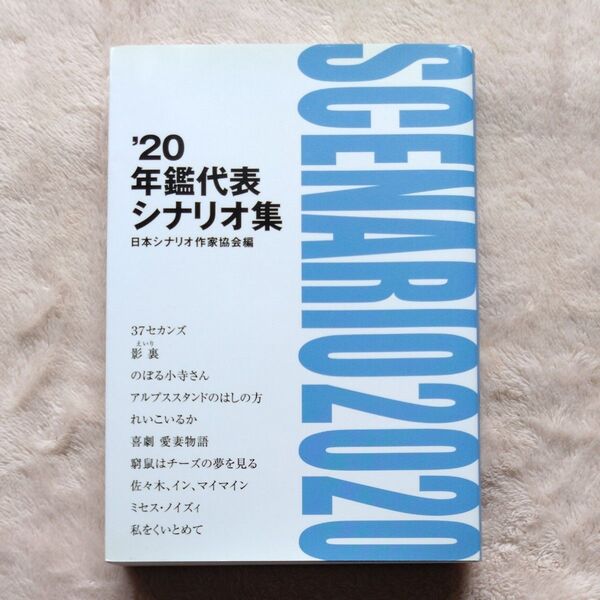 '20
年鑑代表
シナリオ集
日本シナリオ作家協会編
37セカンズ
えいり
影裏
のぼる小寺さん
アルプススタンドのはしの方
れいこいるか
喜劇 愛妻物語
窮鼠はチーズの夢を見る
佐々木、イン、マイマイン
ミセス・ノイズィ
私をくいとめて
SCENARIO2020